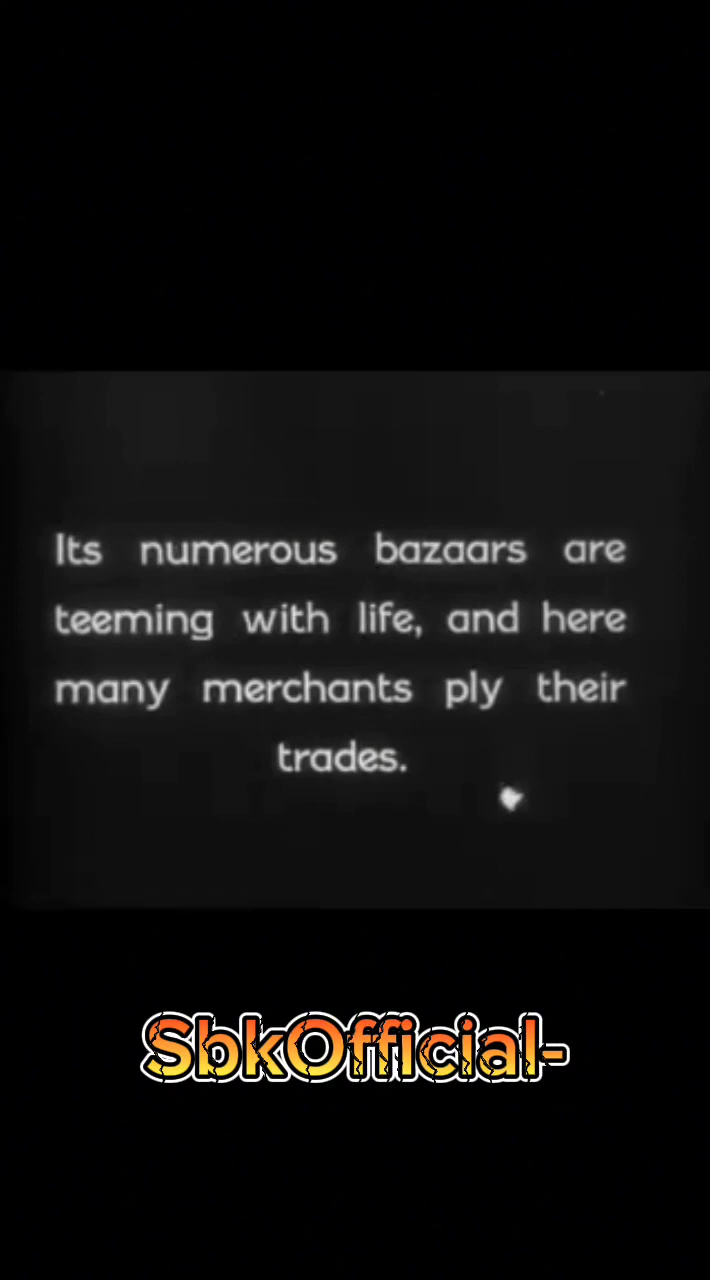 Its numerous bazaars are
teeming with life, and here
many merchants ply their
trades.
SbkOfficial-